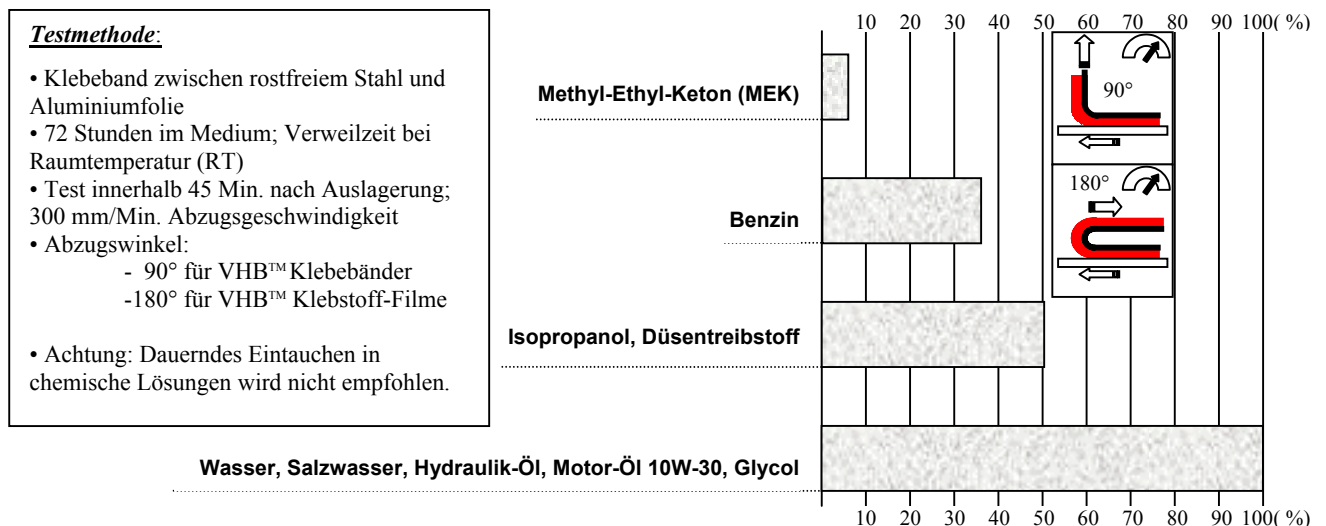 Testmethode:
• Klebeband zwischen rostfreiem Stahl und
Aluminiumfolie
• 72 Stunden im Medium; Verweilzeit bei
Raumtemperatur (RT)
• Test innerhalb 45 Min. nach Auslagerung;
300 mm/Min. Abzugsgeschwindigkeit
• Abzugswinkel:
- 90° für VHB™ Klebebänder
-180° für VHB™ Klebstoff-Filme
• Achtung: Dauerndes Eintauchen in
chemische Lösungen wird nicht empfohlen.
10 20 30 40 50 60 70 80 90 100( %)
Methyl-Ethyl-Keton (MEK)
90°
180°
Benzin
Isopropanol, Düsentreibstoff
Wasser, Salzwasser, Hydraulik-Öl, Motor-Öl 10W-30, Glycol
10 20 30 40 50 60 70 80 90 100( %)